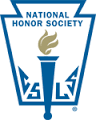 NATIONAL
HONOR SOCIETY
C S L S
®